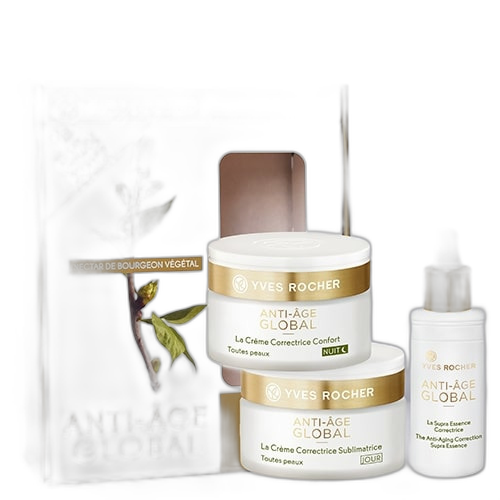 NECTAR DE BOURGEON VÉGÉTAL
ANTI-ÂGE
GLOBAL
YVES ROCHER
ANTI-ÂGE
GLOBAL
La Crème Correctrice Confort
NUIT
Toutes peaux
YVES ROCHER
ANTI-ÂGE
GLOBAL
La Crème Correctrice Sublimatrice
Toutes peaux
JOUR
YVES ROCHER
ANTI-ÂGE
GLOBAL
La Supra Essence
Correctrice
The Anti-Aging Correction
Supra Essence